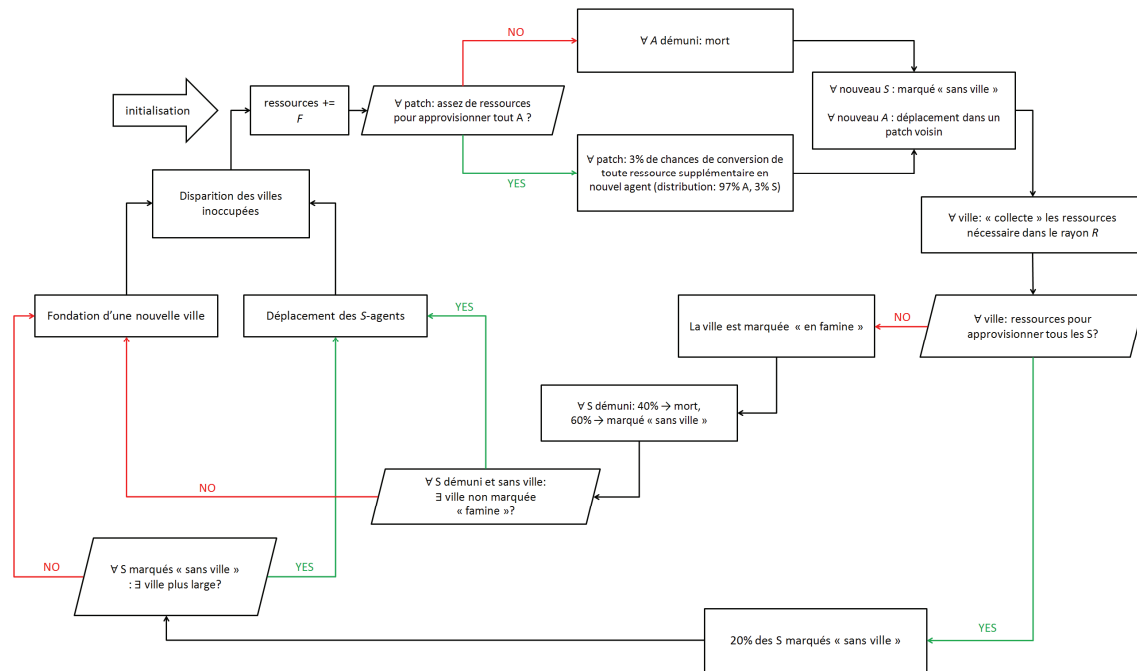 NO
∀ A démuni: mort
initialisation
ressources +=
F
∀ patch: assez de ressources
pour approvisionner tout A ?
∀ nouveau S : marqué « sans ville »
∀ nouveau A : déplacement dans un
patch voisin
YES
∀ patch: 3% de chances de conversion de
toute ressource supplémentaire en
nouvel agent (distribution: 97% A, 3% S)
Disparition des villes
inoccupées
∀ ville: « collecte » les ressources
nécessaire dans le rayon R
Fondation d'une nouvelle ville
Déplacement des S-agents
YES
La ville est marquée « en famine »
NO
∀ ville: ressources pour
approvisionner tous les S?
∀ S démuni: 40% → mort,
60% → marqué « sans ville »
NO
∀ S démuni et sans ville:
∃ ville non marquée
« famine »?
NO
∀ S marqués « sans ville »
: ∃ ville plus large?
YES
20% des S marqués « sans ville »
YES